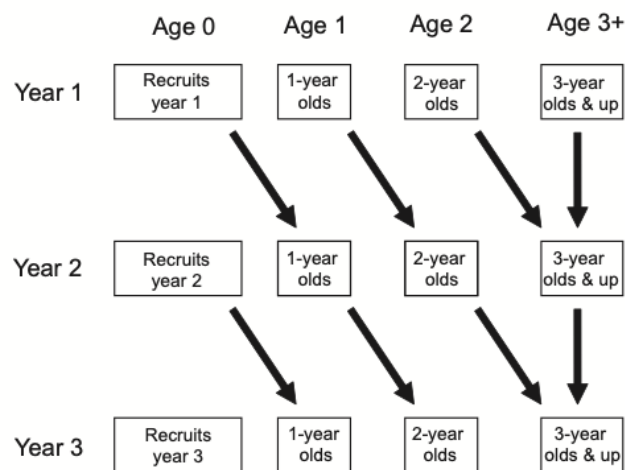 Age 0 Age 1 Age 2 Age 3+
Year 1
Recruits
year 1
1-year
olds
2-year
olds
3-year
olds & up
Year 2
Recruits
year 2
1-year
olds
2-year
olds
3-year
olds & up
Year 3
Recruits
year 3
1-year
olds
2-year
olds
3-year
olds & up